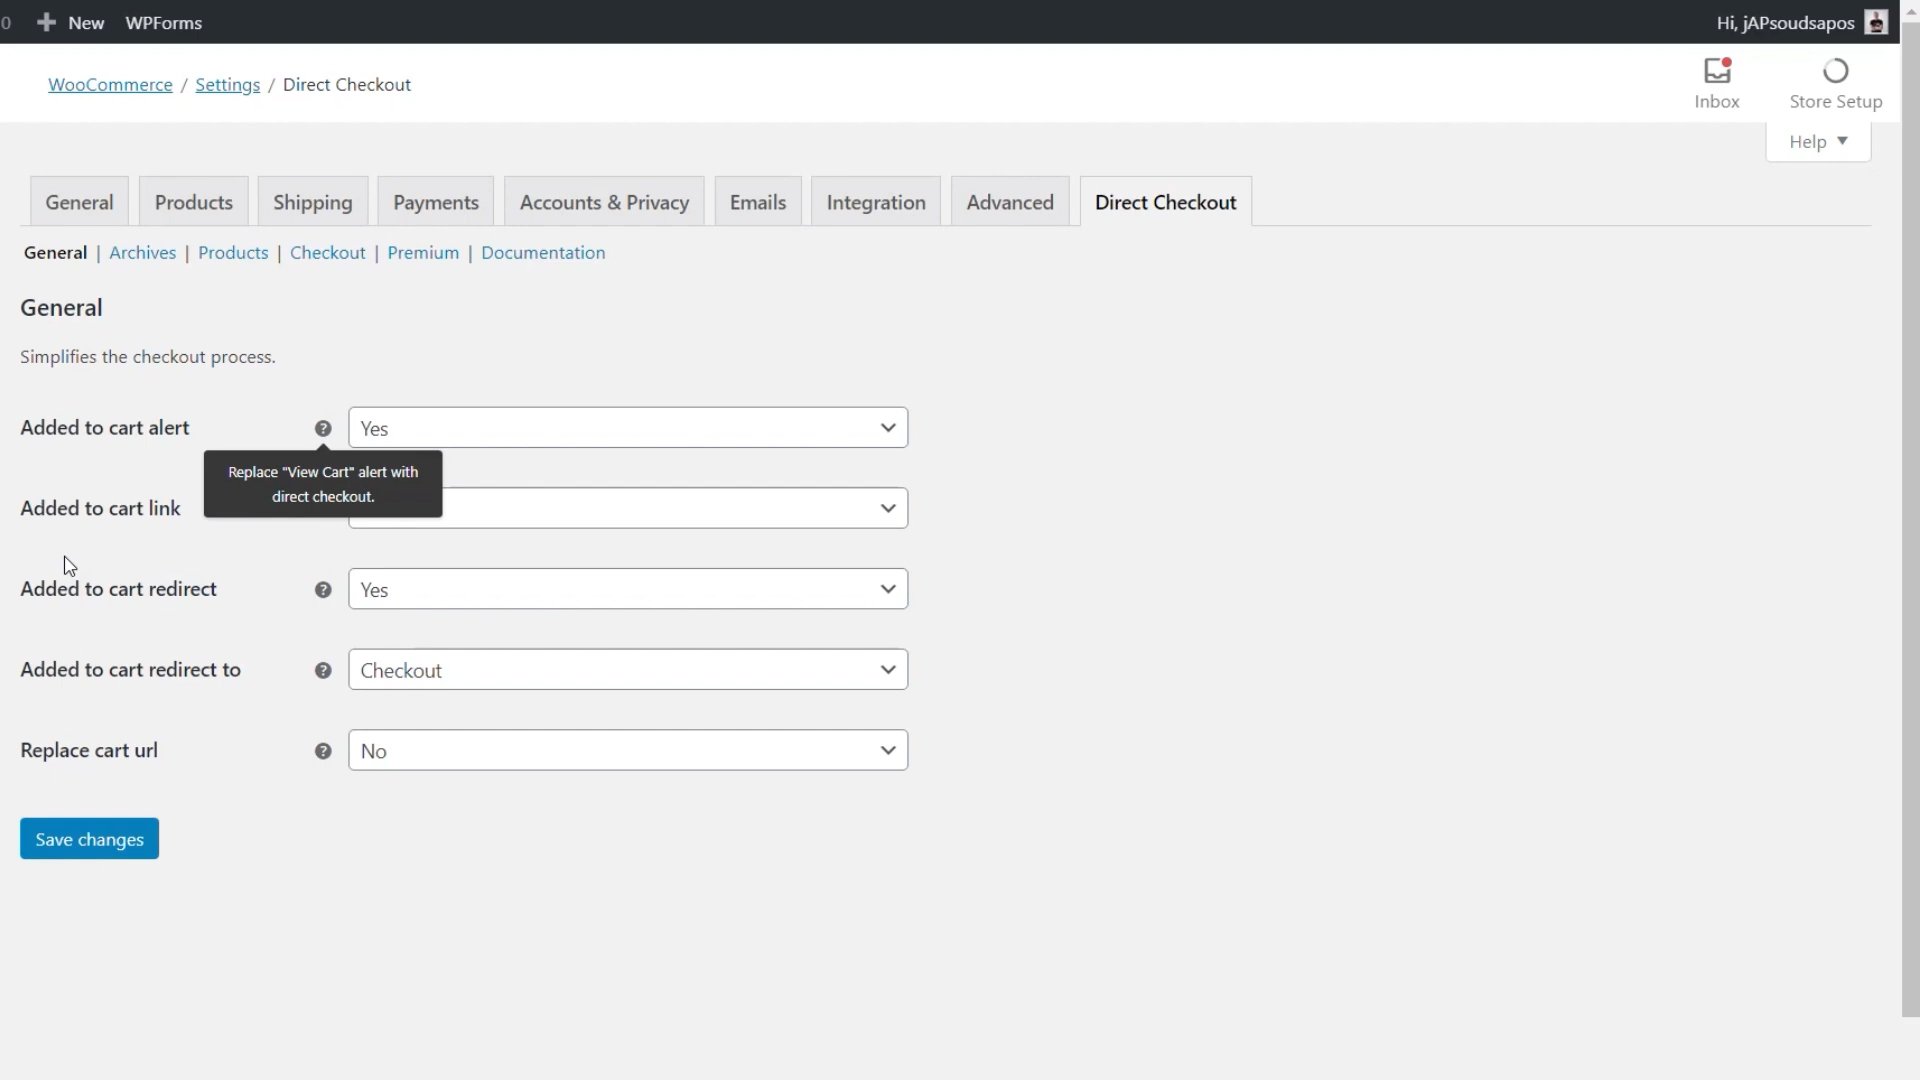 0 New WPForms Hi, jAPsoudsapos
WooCommerce / Settings / Direct Checkout
Inbox Store Setup
Help
General Products Shipping Payments Accounts & Privacy Emails Integration Advanced Direct Checkout
General | Archives | Products | Checkout | Premium | Documentation
General
Simplifies the checkout process.
Added to cart alert ? Yes
Replace "View Cart" alert with
direct checkout.
Added to cart link
Added to cart redirect ? Yes
Added to cart redirect to ? Checkout
Replace cart url ? No
Save changes